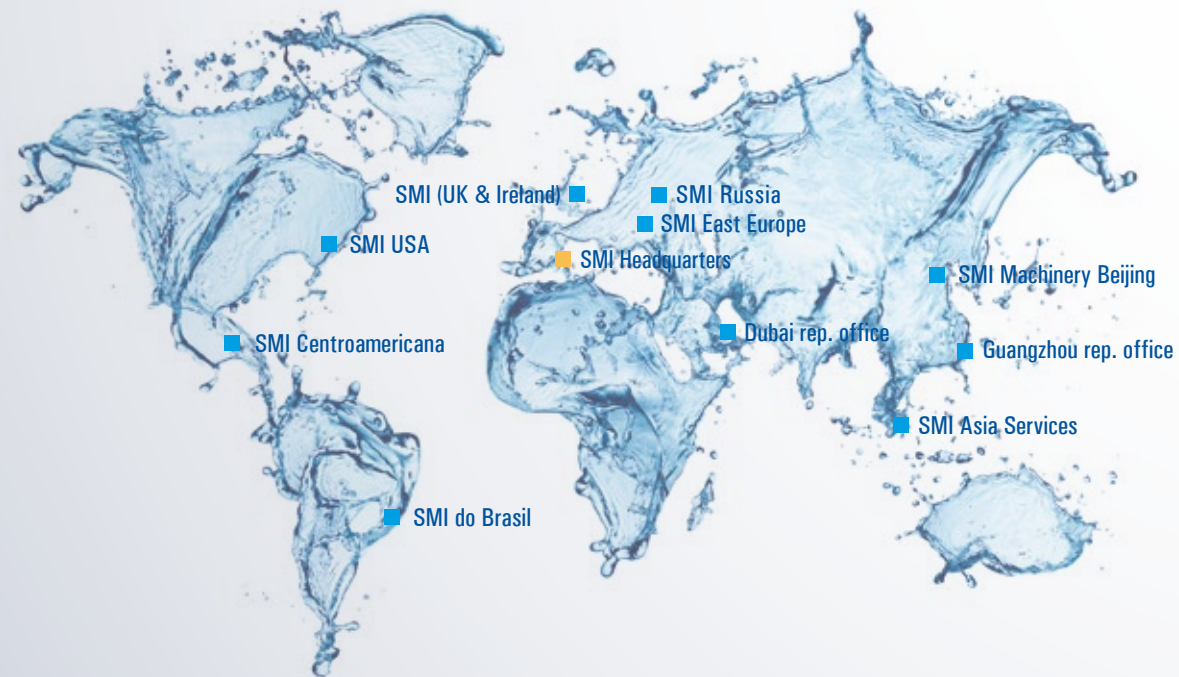 SMI (UK & Ireland)
SMI Russia
SMI East Europe
SMI USA
SMI Headquarters
SMI Machinery Beijing
Dubai rep. office
SMI Centroamericana
Guangzhou rep. office
SMI Asia Services
SMI do Brasil